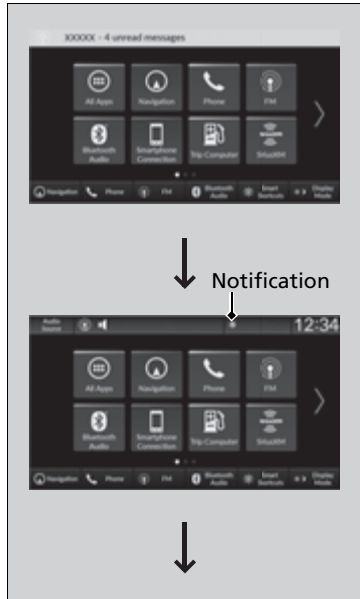 XXXXX - 4 unread messages
All Apps
Navigation
Phone
FM
Bluetooth
Audio
Smartphone
Connection
Trip Computer
SiriusXM
Navigation
Phone
FM
Bluetooth
Audio
Smart
Shortcuts
Display
Mode
Notification
Audio
Source
12:34
All Apps
Navigation
Phone
FM
Bluetooth
Audio
Smartphone
Connection
Trip Computer
SiriusXM
Navigation
Phone
FM
Bluetooth
Audio
Smart
Shortcuts
Display
Mode